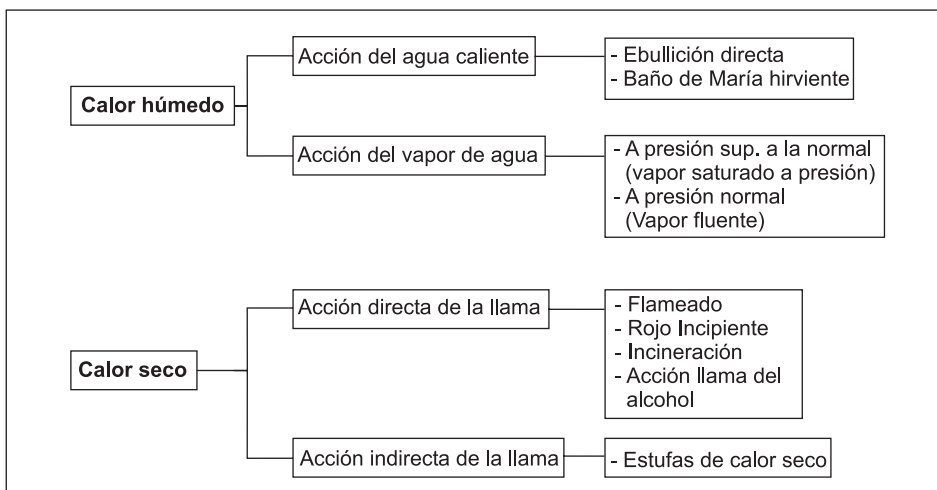 Calor húmedo
Acción del agua caliente
- Ebullición directa
- Baño de María hirviente
Acción del vapor de agua
- A presión sup. a la normal
(vapor saturado a presión)
- A presión normal
(Vapor fluente)
Calor seco
Acción directa de la llama
- Flameado
- Rojo Incipiente
- Incineración
- Acción llama del
alcohol
Acción indirecta de la llama
- Estufas de calor seco